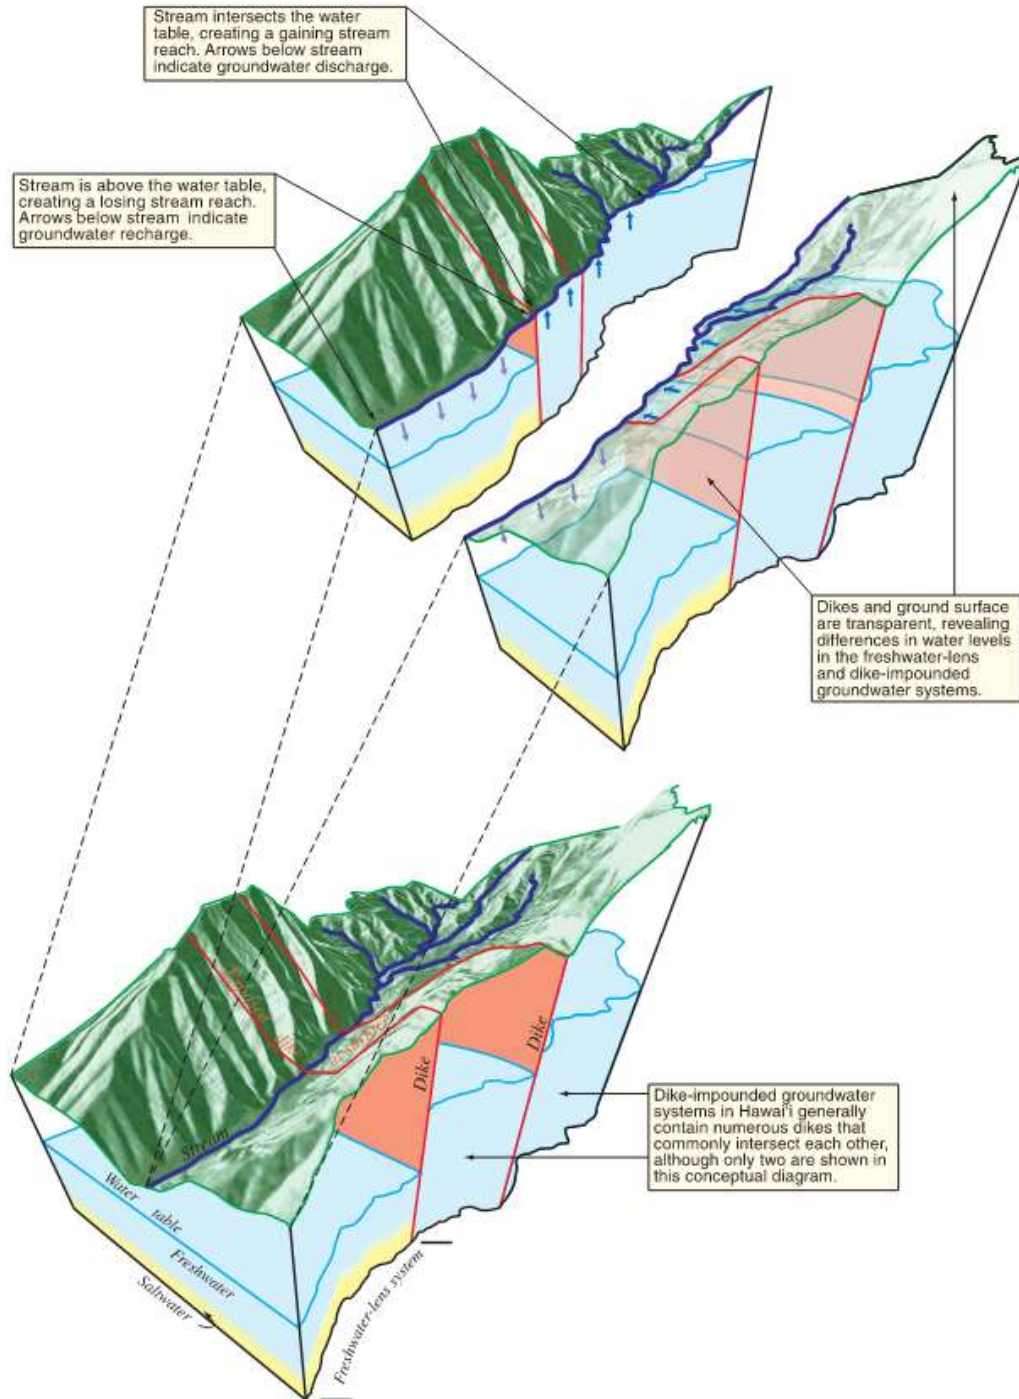 Stream intersects the water
table, creating a gaining stream
reach. Arrows below stream
indicate groundwater discharge.
Stream is above the water table,
creating a losing stream reach.
Arrows below stream indicate
groundwater recharge.
Dikes and ground surface
are transparent, revealing
differences in water levels
in the freshwater-lens
and dike-impounded
groundwater systems.
Stream
Dike
Dike
Dike-impounded groundwater
systems in Hawai'i generally
contain numerous dikes that
commonly intersect each other,
although only two are shown in
this conceptual diagram.
Water
table
Freshwater
Saltwater
Freshwater-lens system